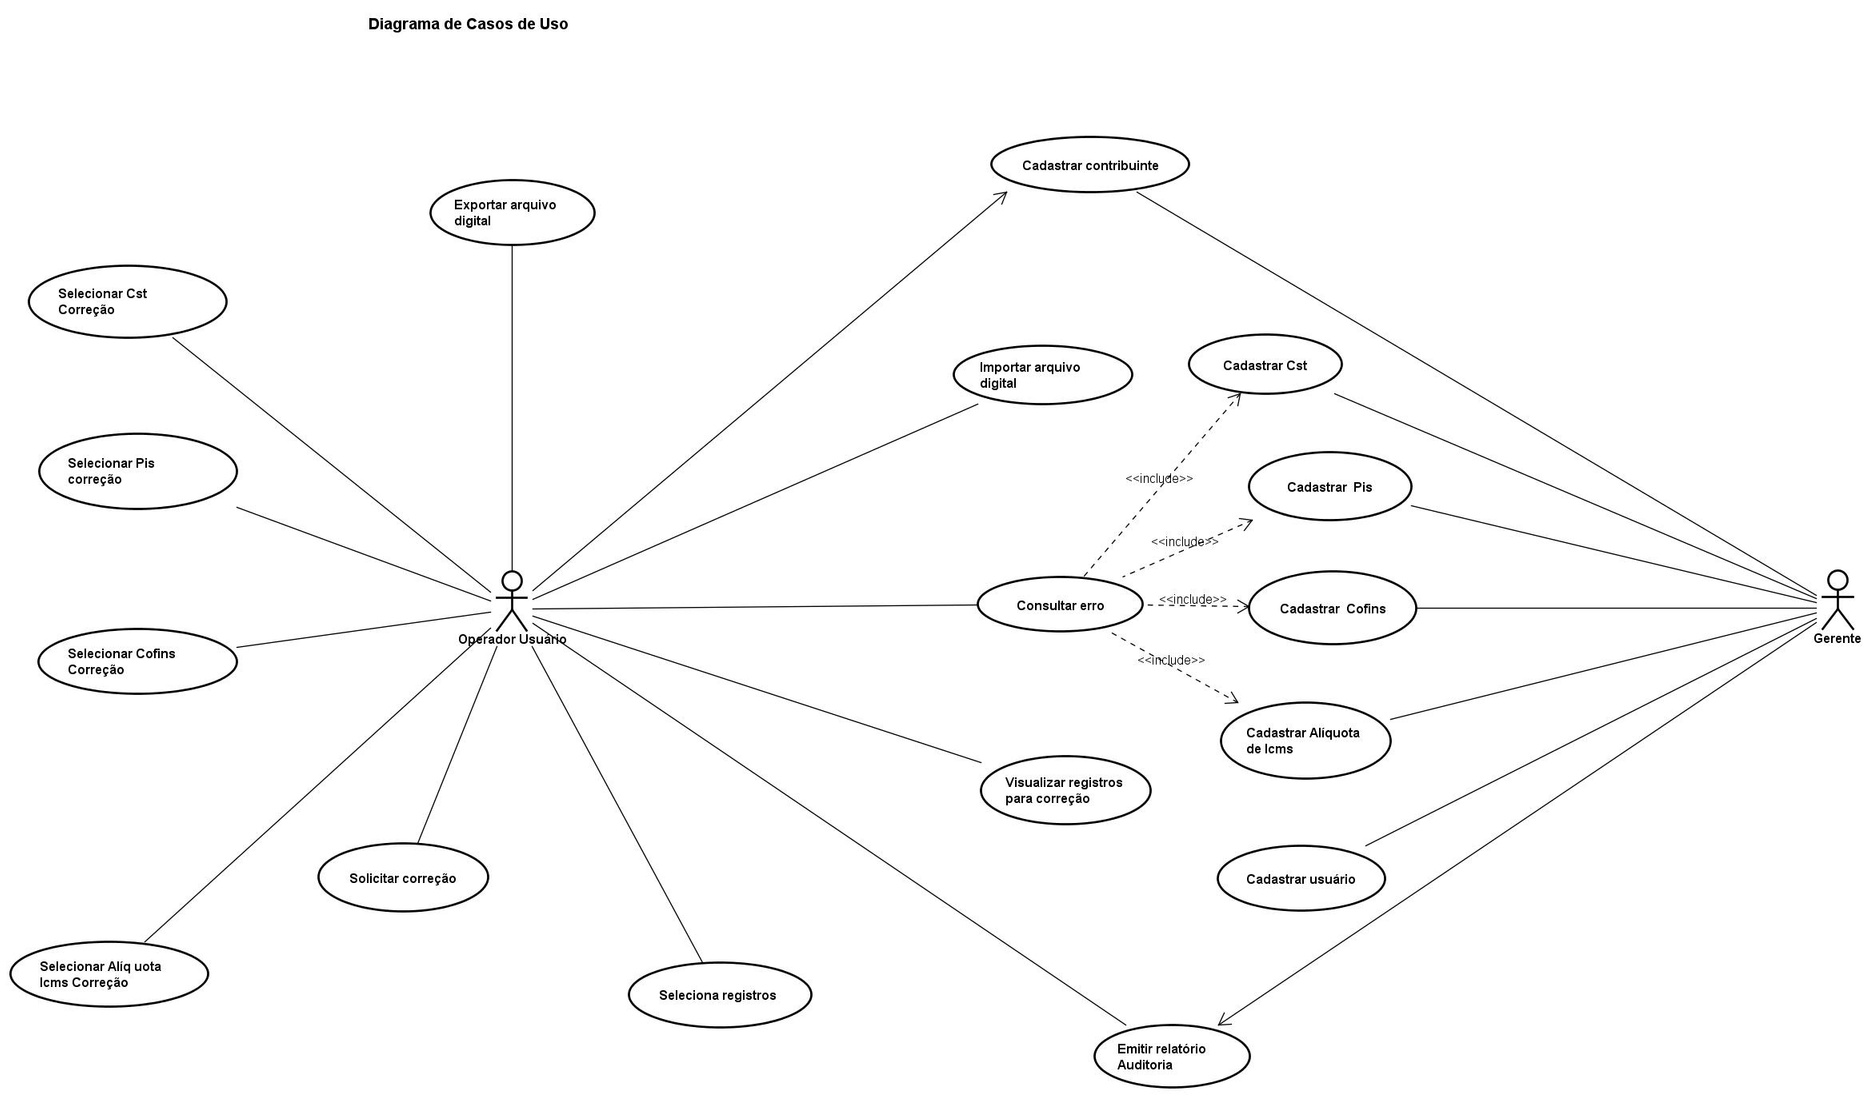 Diagrama de Casos de Uso
Cadastrar contribuinte
Exportar arquivo
digital
Selecionar Cst
Correção
Importar arquivo
digital
Cadastrar Cst
Selecionar Pis
correção
<<include>>
Cadastrar  Pis
<<include>>
<<include>>
Consultar erro
Cadastrar  Cofins
Operador Usuário
Gerente
Selecionar Cofins
Correção
<<include>>
Cadastrar Alíquota
de Icms
Visualizar registros
para correção
Solicitar correção
Cadastrar usuário
Selecionar Alíq uota
Icms Correção
Seleciona registros
Emitir relatório
Auditoria